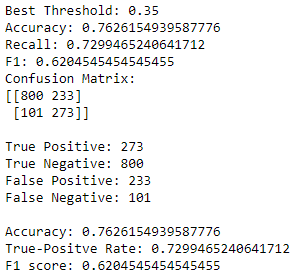 Best Threshold: 0.35
Accuracy: 0.7626154939587776
Recall: 0.7299465240641712
F1: 0.6204545454545455
Confusion Matrix:
[[800 233]
 [101 273]]

True Positive: 273
True Negative: 800
False Positive: 233
False Negative: 101

Accuracy: 0.7626154939587776
True-Positve Rate: 0.7299465240641712
F1 score: 0.6204545454545455